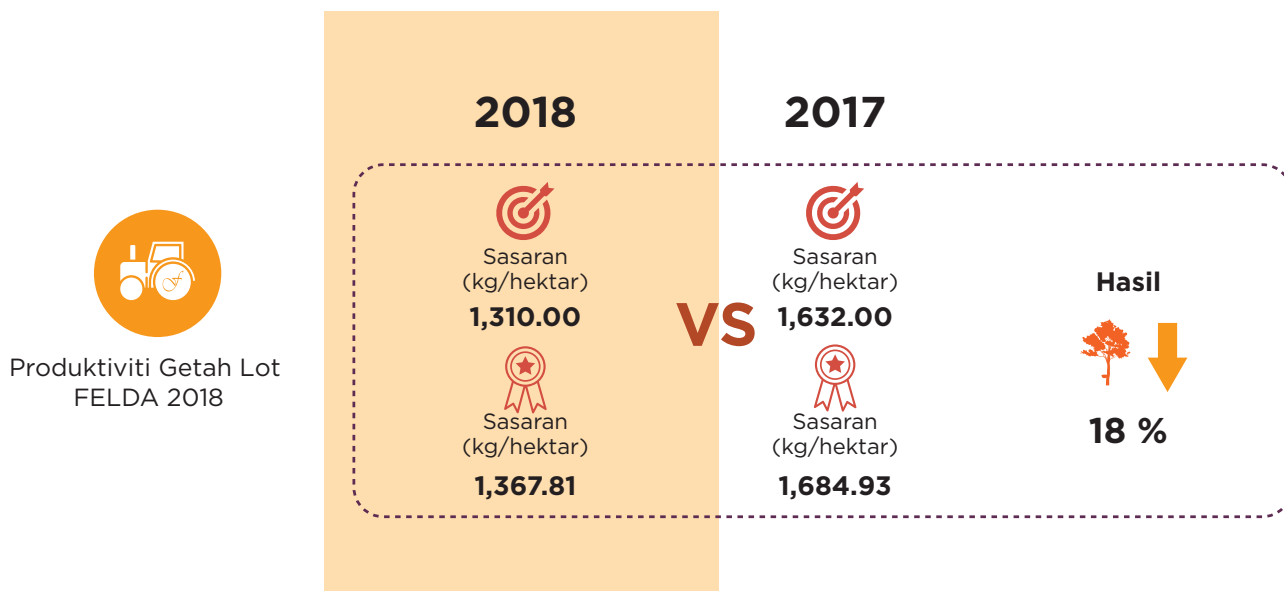 2018
2017
Sasaran
(kg/hektar)
1,310.00
VS
Sasaran
(kg/hektar)
1,632.00
Hasil
Produktiviti Getah Lot
FELDA 2018
Sasaran
(kg/hektar)
1,367.81
Sasaran
(kg/hektar)
1,684.93
18 %